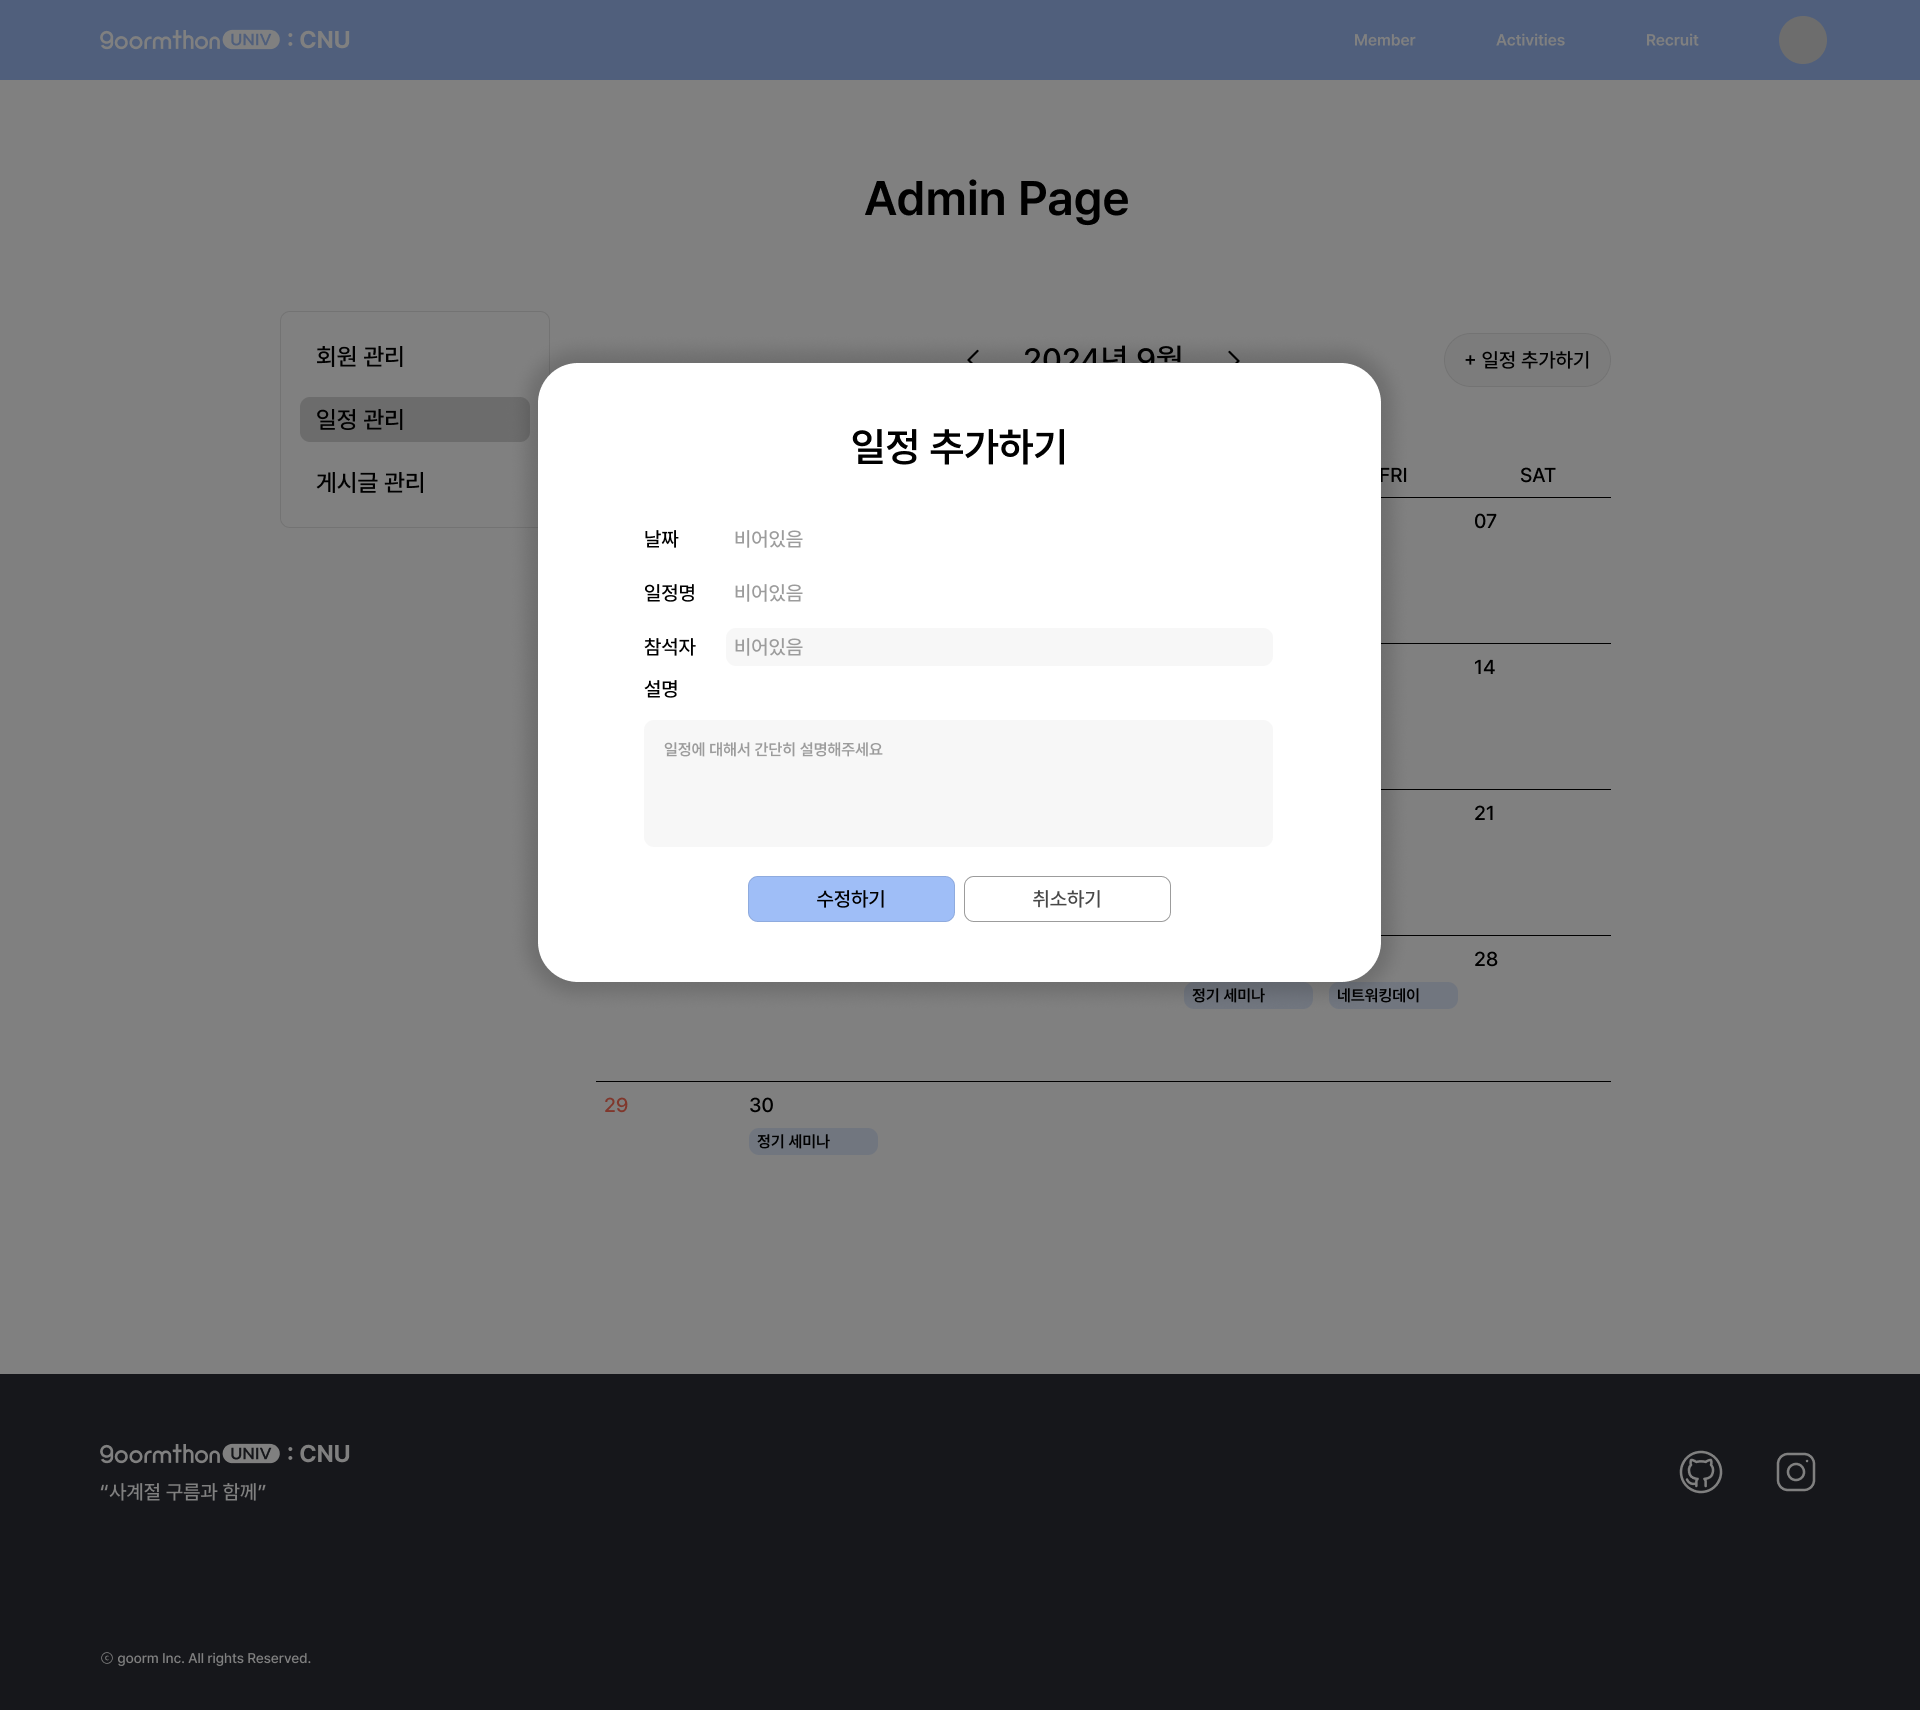 goormthon UNIV : CNU
Member
Activities
Recruit
Admin Page
회원 관리
일정 관리
게시글 관리
2024년 9월
+ 일정 추가하기
FRI
SAT
07
14
21
28
정기 세미나
네트워킹데이
29
30
정기 세미나
일정 추가하기
날짜 비어있음
일정명 비어있음
참석자 비어있음
설명
일정에 대해서 간단히 설명해주세요
수정하기
취소하기
goormthon UNIV : CNU
“사계절 구름과 함께”
ⓒ goorm Inc. All rights Reserved.